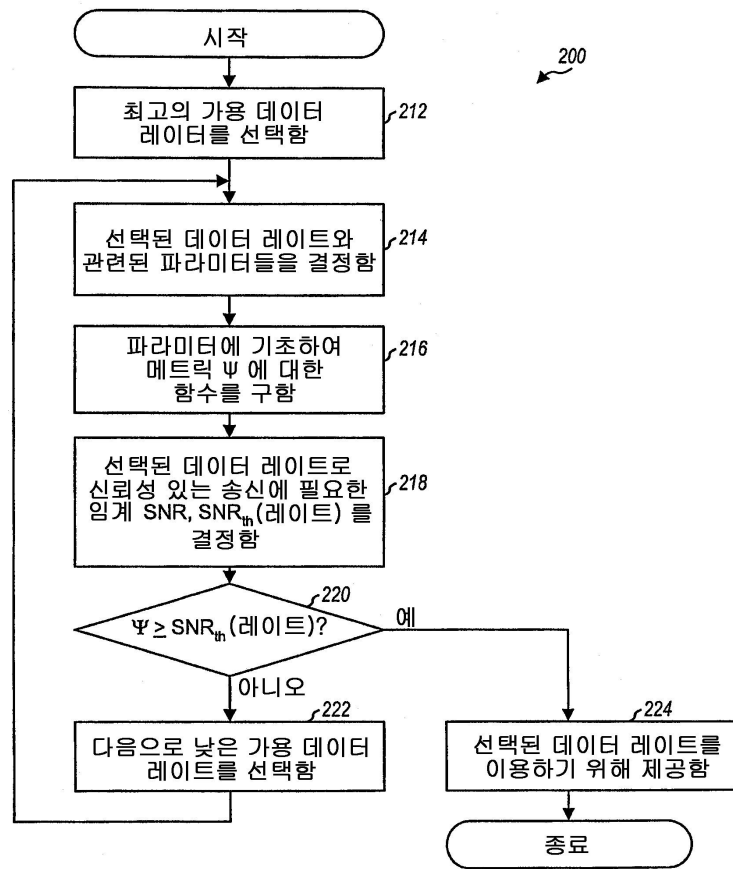 시작
200
최고의 가용 데이터
레이터를 선택함
212
선택된 데이터 레이트와
관련된 파라미터들을 결정함
214
파라미터에 기초하여
메트릭 Ψ 에 대한
함수를 구함
216
선택된 데이터 레이트로
신뢰성 있는 송신에 필요한
임계 SNR, SNRth(레이트) 를
결정함
218
220
Ψ ≥ SNRth (레이트)?
예
아니오
222
다음으로 낮은 가용 데이터
레이트를 선택함
224
선택된 데이터 레이트를
이용하기 위해 제공함
종료